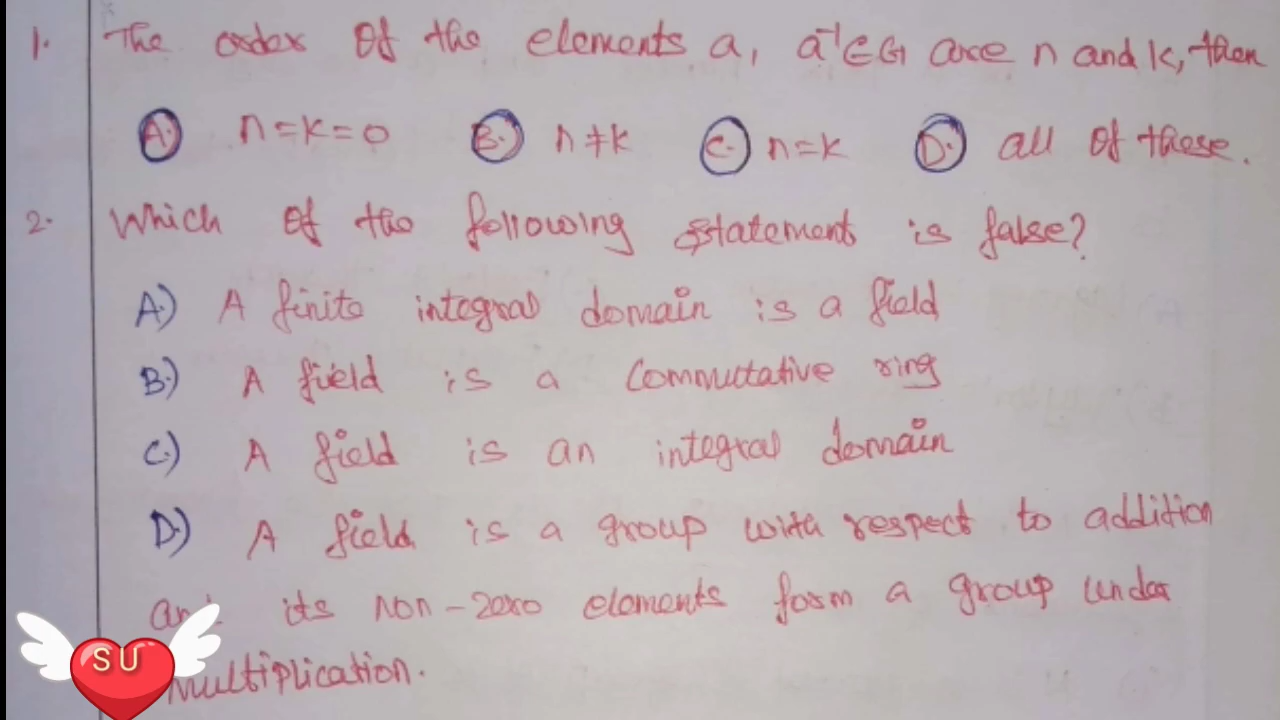 1. The order of the elements a, a⁻¹∈G are n and k, then
A. n=k=0 B. n≠k C. n=k D. all of these.
2. Which of the following statement is false?
A.) A finite integral domain is a field
B.) A field is a commutative ring
C.) A field is an integral domain
D.) A field is a group with respect to addition
its non-zero elements form a group under
SU multiplication.